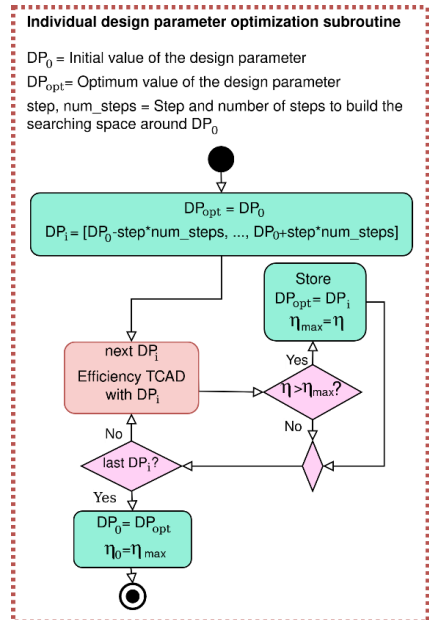 Individual design parameter optimization subroutine
DP₀ = Initial value of the design parameter
DPₒₚₜ= Optimum value of the design parameter
step, num_steps = Step and number of steps to build the
searching space around DP₀
DPₒₚₜ = DP₀
DPᵢ = [DP₀-step*num_steps, ..., DP₀+step*num_steps]
Store
DPₒₚₜ= DPᵢ
ηₘₐₓ=η
Yes
next DPᵢ
Efficiency TCAD
with DPᵢ
η>ηₘₐₓ?
No
No
last DPᵢ?
Yes
DP₀= DPₒₚₜ
η₀=ηₘₐₓ